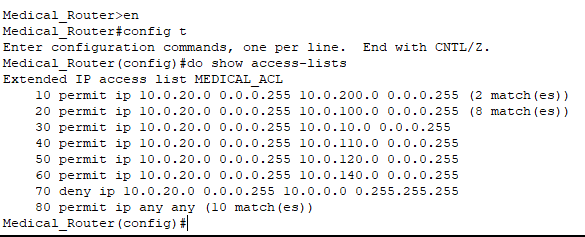 Medical_Router>en
Medical_Router#config t
Enter configuration commands, one per line.  End with CNTL/Z.
Medical_Router(config)#do show access-lists
Extended IP access list MEDICAL_ACL
    10 permit ip 10.0.20.0 0.0.0.255 10.0.200.0 0.0.0.255 (2 match(es))
    20 permit ip 10.0.20.0 0.0.0.255 10.0.100.0 0.0.0.255 (8 match(es))
    30 permit ip 10.0.20.0 0.0.0.255 10.0.10.0 0.0.0.255
    40 permit ip 10.0.20.0 0.0.0.255 10.0.110.0 0.0.0.255
    50 permit ip 10.0.20.0 0.0.0.255 10.0.120.0 0.0.0.255
    60 permit ip 10.0.20.0 0.0.0.255 10.0.140.0 0.0.0.255
    70 deny ip 10.0.20.0 0.0.0.255 10.0.0.0 0.255.255.255
    80 permit ip any any (10 match(es))
Medical_Router(config)#